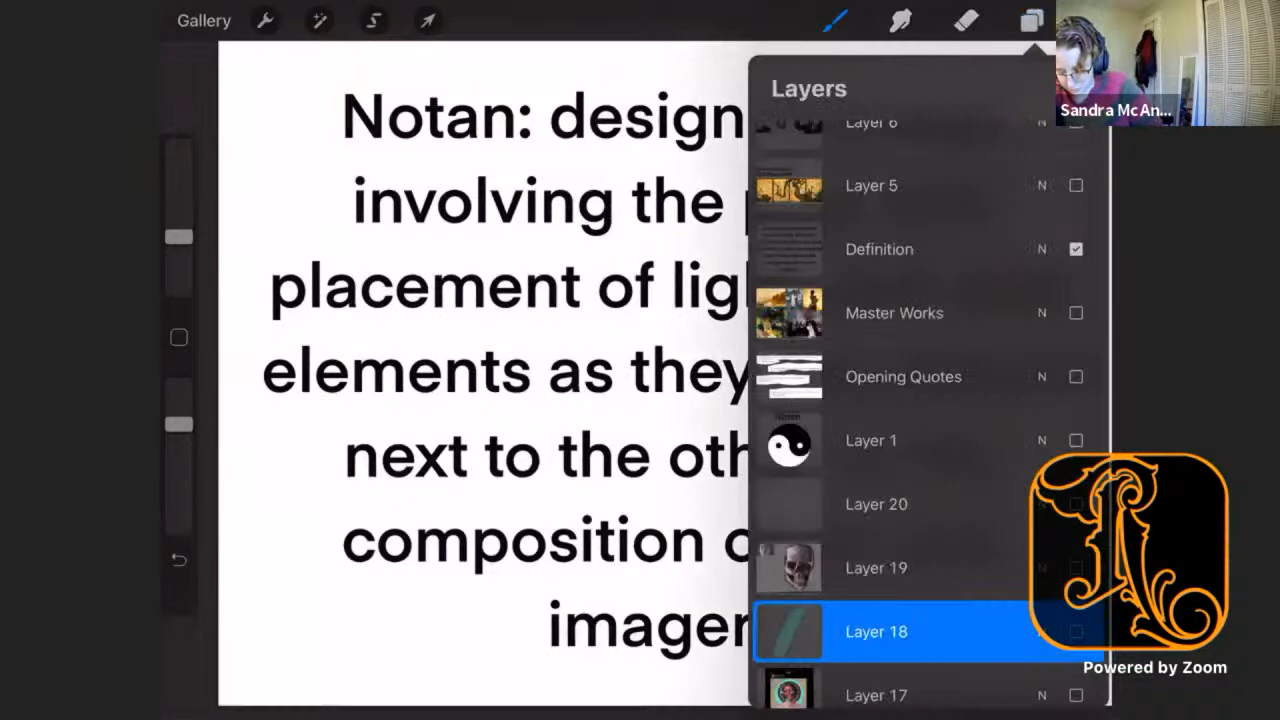 Gallery
Layers
Sandra McAn...
Layer 6 N
Layer 5 N
Definition N
Master Works N
Opening Quotes N
Layer 1 N
Layer 20
Layer 19 N
Layer 18
Layer 17 N
Notan: design
involving the
placement of lig
elements as they
next to the oth
composition o
imager
Powered by Zoom